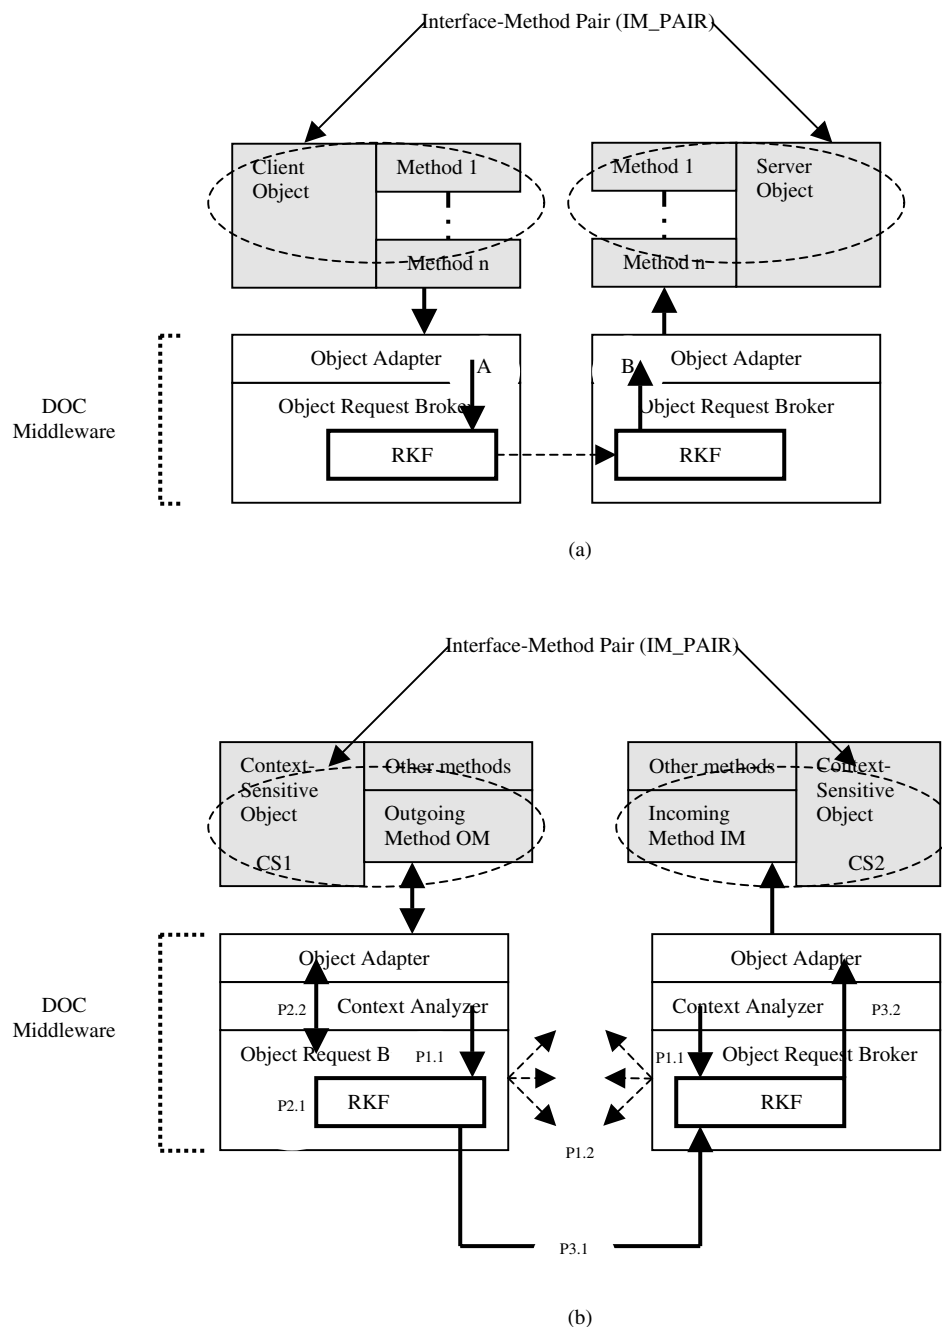 Interface-Method Pair (IM_PAIR)
Client
Object
Method 1
Method n
Method 1
Method n
Server
Object
DOC
Middleware
Object Adapter
A
Object Request Broker
RKF
Object Adapter
B
Object Request Broker
RKF
(a)
Interface-Method Pair (IM_PAIR)
Context-
Sensitive
Object
CS1
Other methods
Outgoing
Method OM
Other methods
Incoming
Method IM
Context-
Sensitive
Object
CS2
DOC
Middleware
Object Adapter
P2.2
Context Analyzer
Object Request B
P1.1
P2.1
RKF
Object Adapter
Context Analyzer
P3.2
P1.1
Object Request Broker
RKF
P1.2
P3.1
(b)